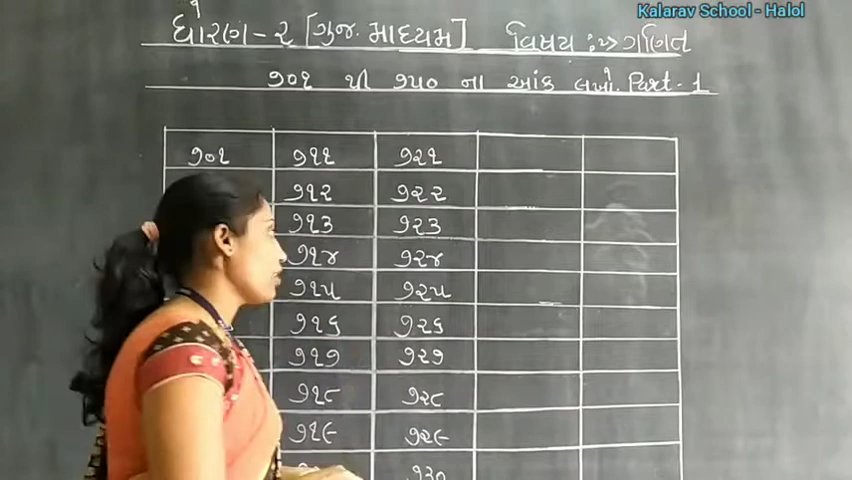 Kalarav School - Halol
ધોરણ-૨ [ગુજ. માધ્યમ] વિષય :-> ગણિત
૭૦૧ થી ૭૫૦ ના આંક લખો. Part-1
૭૦૧ ૭૧૧ ૭૨૧
૭૧૨ ૭૨૨
૭૧૩ ૭૨૩
૭૧૪ ૭૨૪
૭૧૫ ૭૨૫
૭૧૬ ૭૨૬
૭૧૭ ૭૨૭
૭૧૮ ૭૨૮
૭૧૯ ૭૨૯
૭૩૦